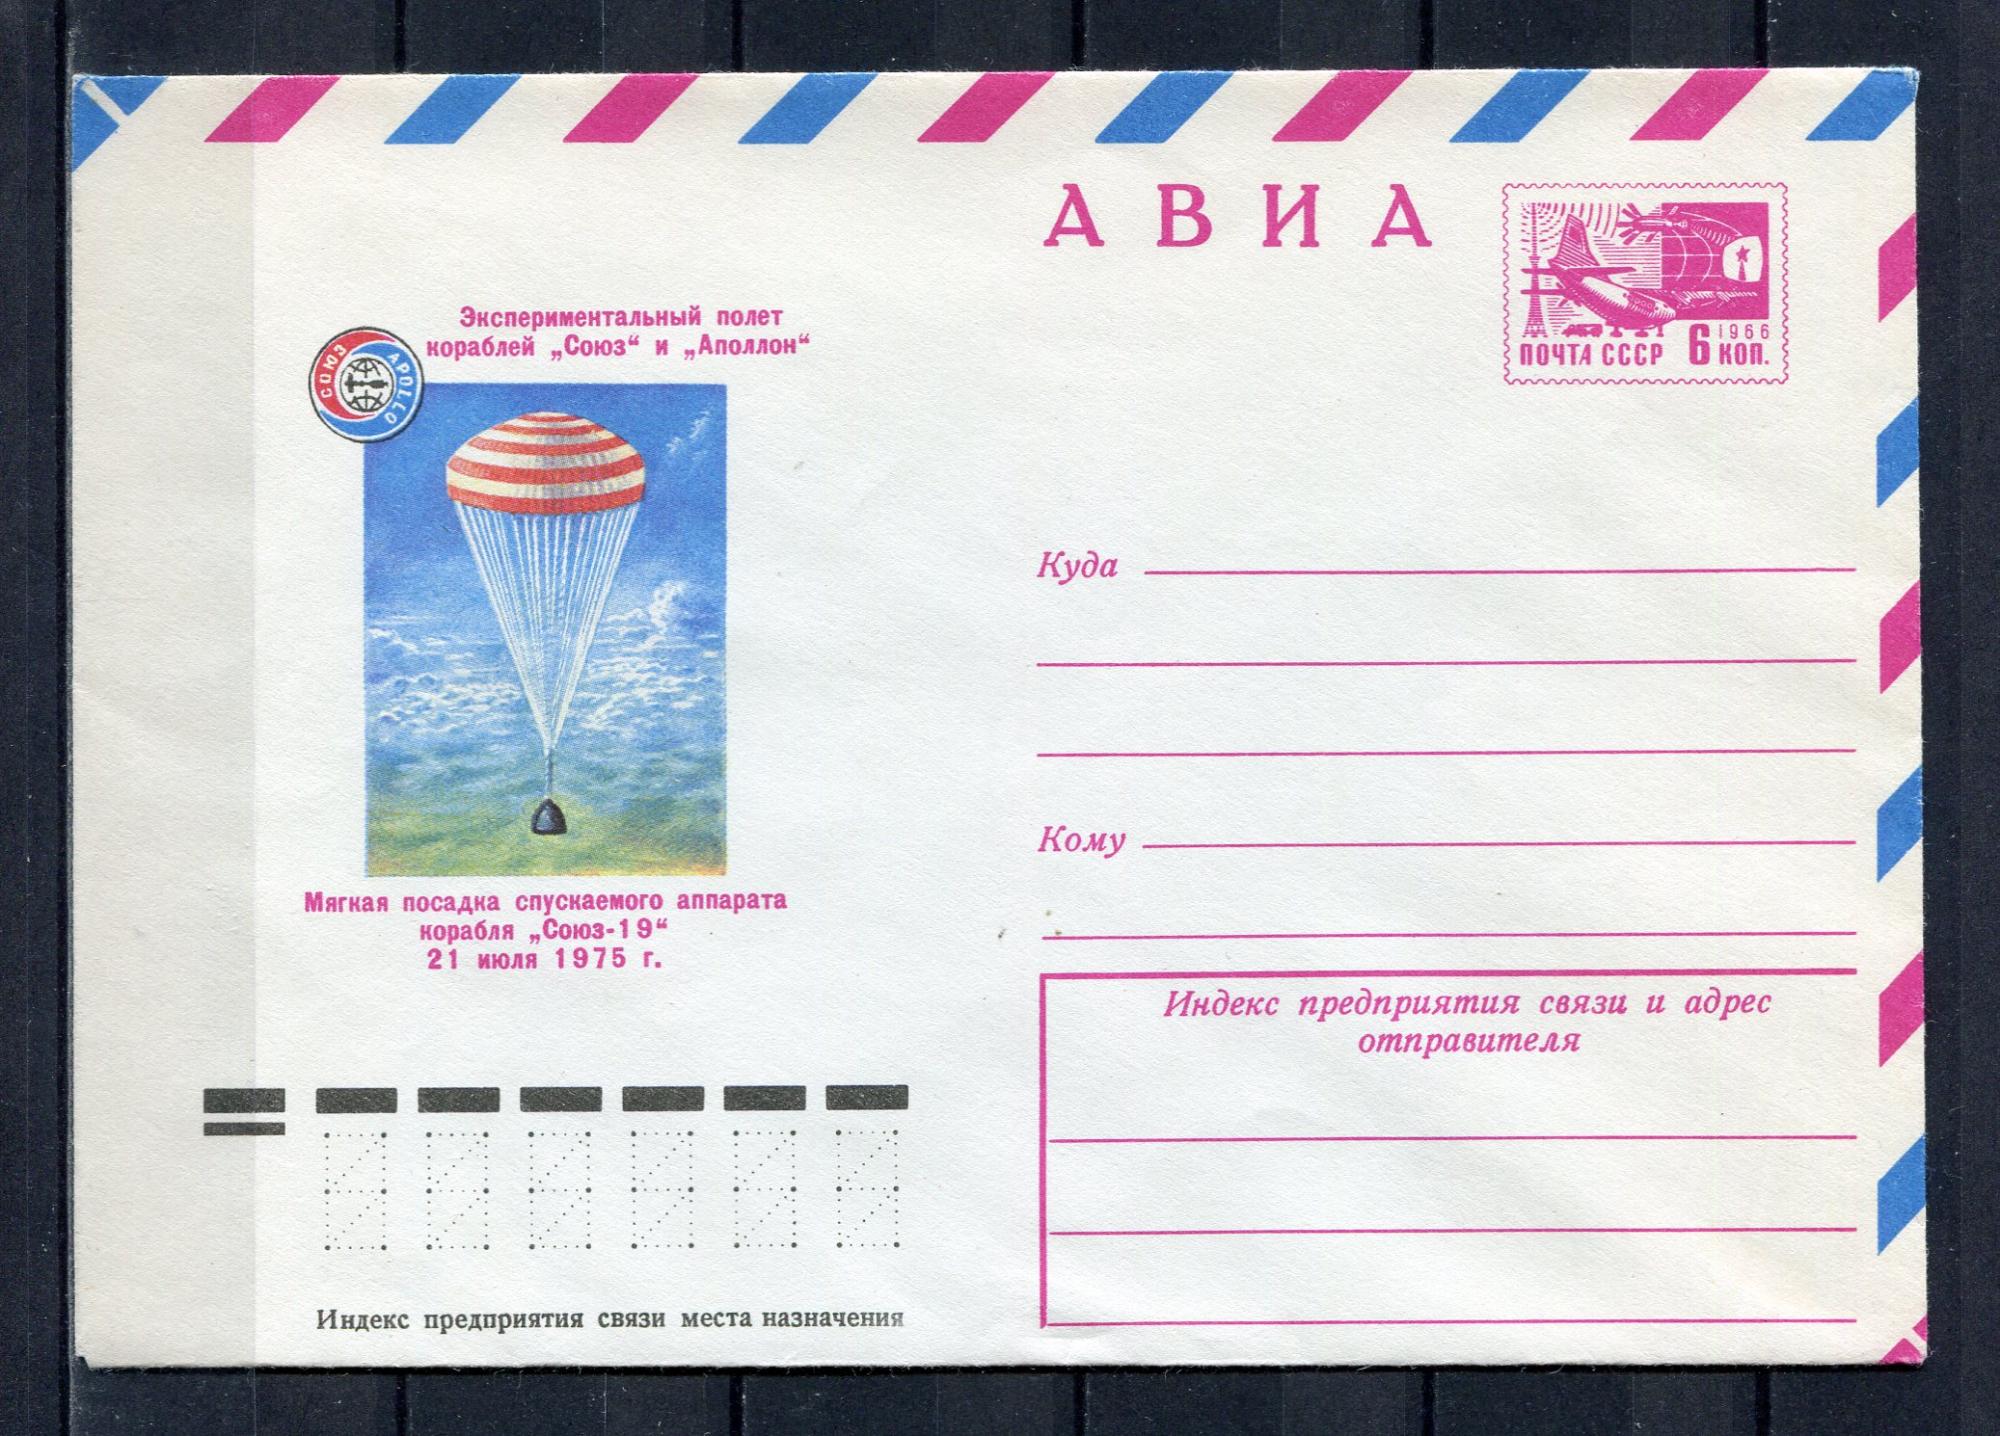 АВИА
1966
ПОЧТА СССР 6 КОП.
Экспериментальный полет
кораблей „Союз“ и „Аполлон“
СОЮЗ
APOLLO
Мягкая посадка спускаемого аппарата
корабля „Союз-19“
21 июля 1975 г.
Куда
Кому
Индекс предприятия связи и адрес
отправителя
Индекс предприятия связи места назначения